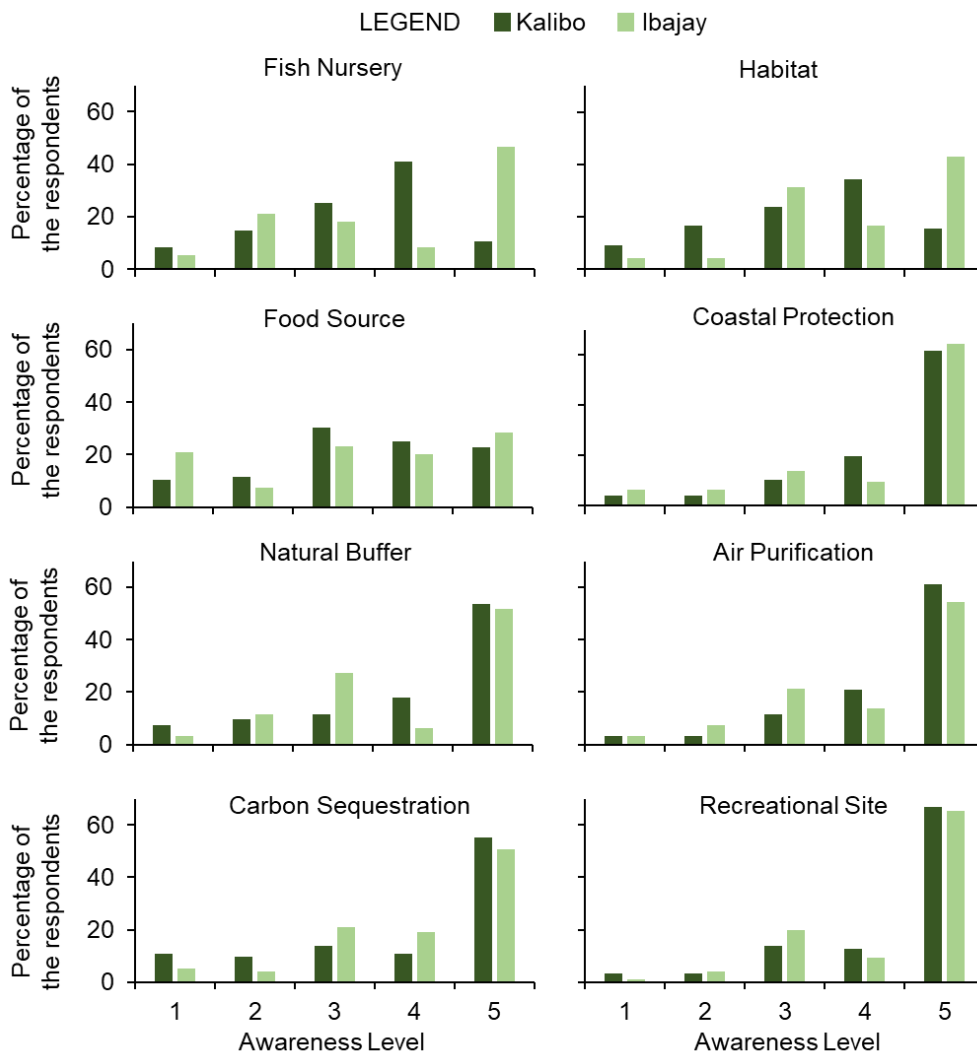 LEGEND Kalibo Ibajay
Fish Nursery
Habitat
Percentage of
the respondents
60
40
20
0
Food Source
Coastal Protection
Percentage of
the respondents
60
40
20
0
Natural Buffer
Air Purification
Percentage of
the respondents
60
40
20
0
Carbon Sequestration
Recreational Site
Percentage of
the respondents
60
40
20
0
1 2 3 4 5
1 2 3 4 5
Awareness Level
Awareness Level